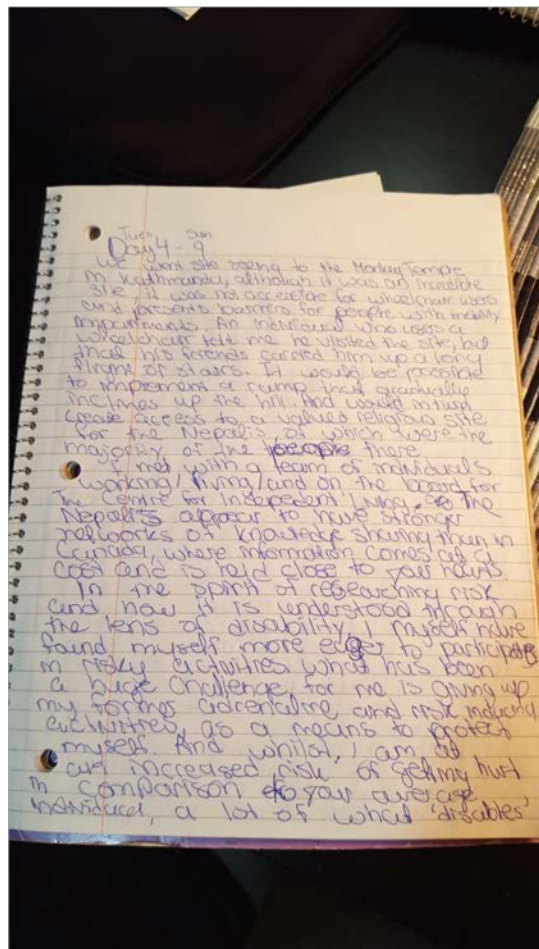 Tues Sun
Day 4 - 9
We went site seeing to the Monkey Temple
in Kathmandu, although it was an incredible
site it was not accessible for wheelchair users
and presents barriers for people with mobility
impairments. An individual who uses a
wheelchair told me he visited the site, but
that his friends carried him up a long
flight of stairs. It would be possible
to implement a ramp that gradually
inclines up the hill. And would in turn
create access to a valued religious site
for the Nepalis, of which were the
majority of the people there
I met with a team of individuals
working/living/and on the board for
The Centre for Independent Living. The
Nepalis appear to have stronger
networks of knowledge sharing than in
Canada, where information comes at a
cost and is held close to your
In the spirit of researching risk
and how it is understood through
the lens of disability, I myself have
found myself more eager to participate
in risky activities what has been
a huge challenge for me is giving up
my former adrenaline and risk inducing
activities as a means to protect
myself. And whilst, I am at
an increased risk of getting hurt
in comparison to your average
individual, a lot of what 'disables'